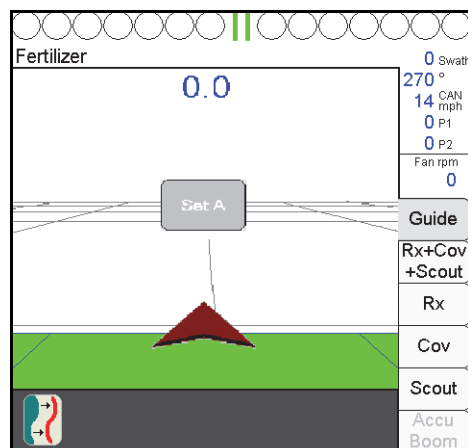 Fertilizer
0.0
Set A
0 Swath
270 °
14 CAN mph
0 P1
0 P2
Fan rpm
0
Guide
Rx+Cov
+Scout
Rx
Cov
Scout
Accu
Boom